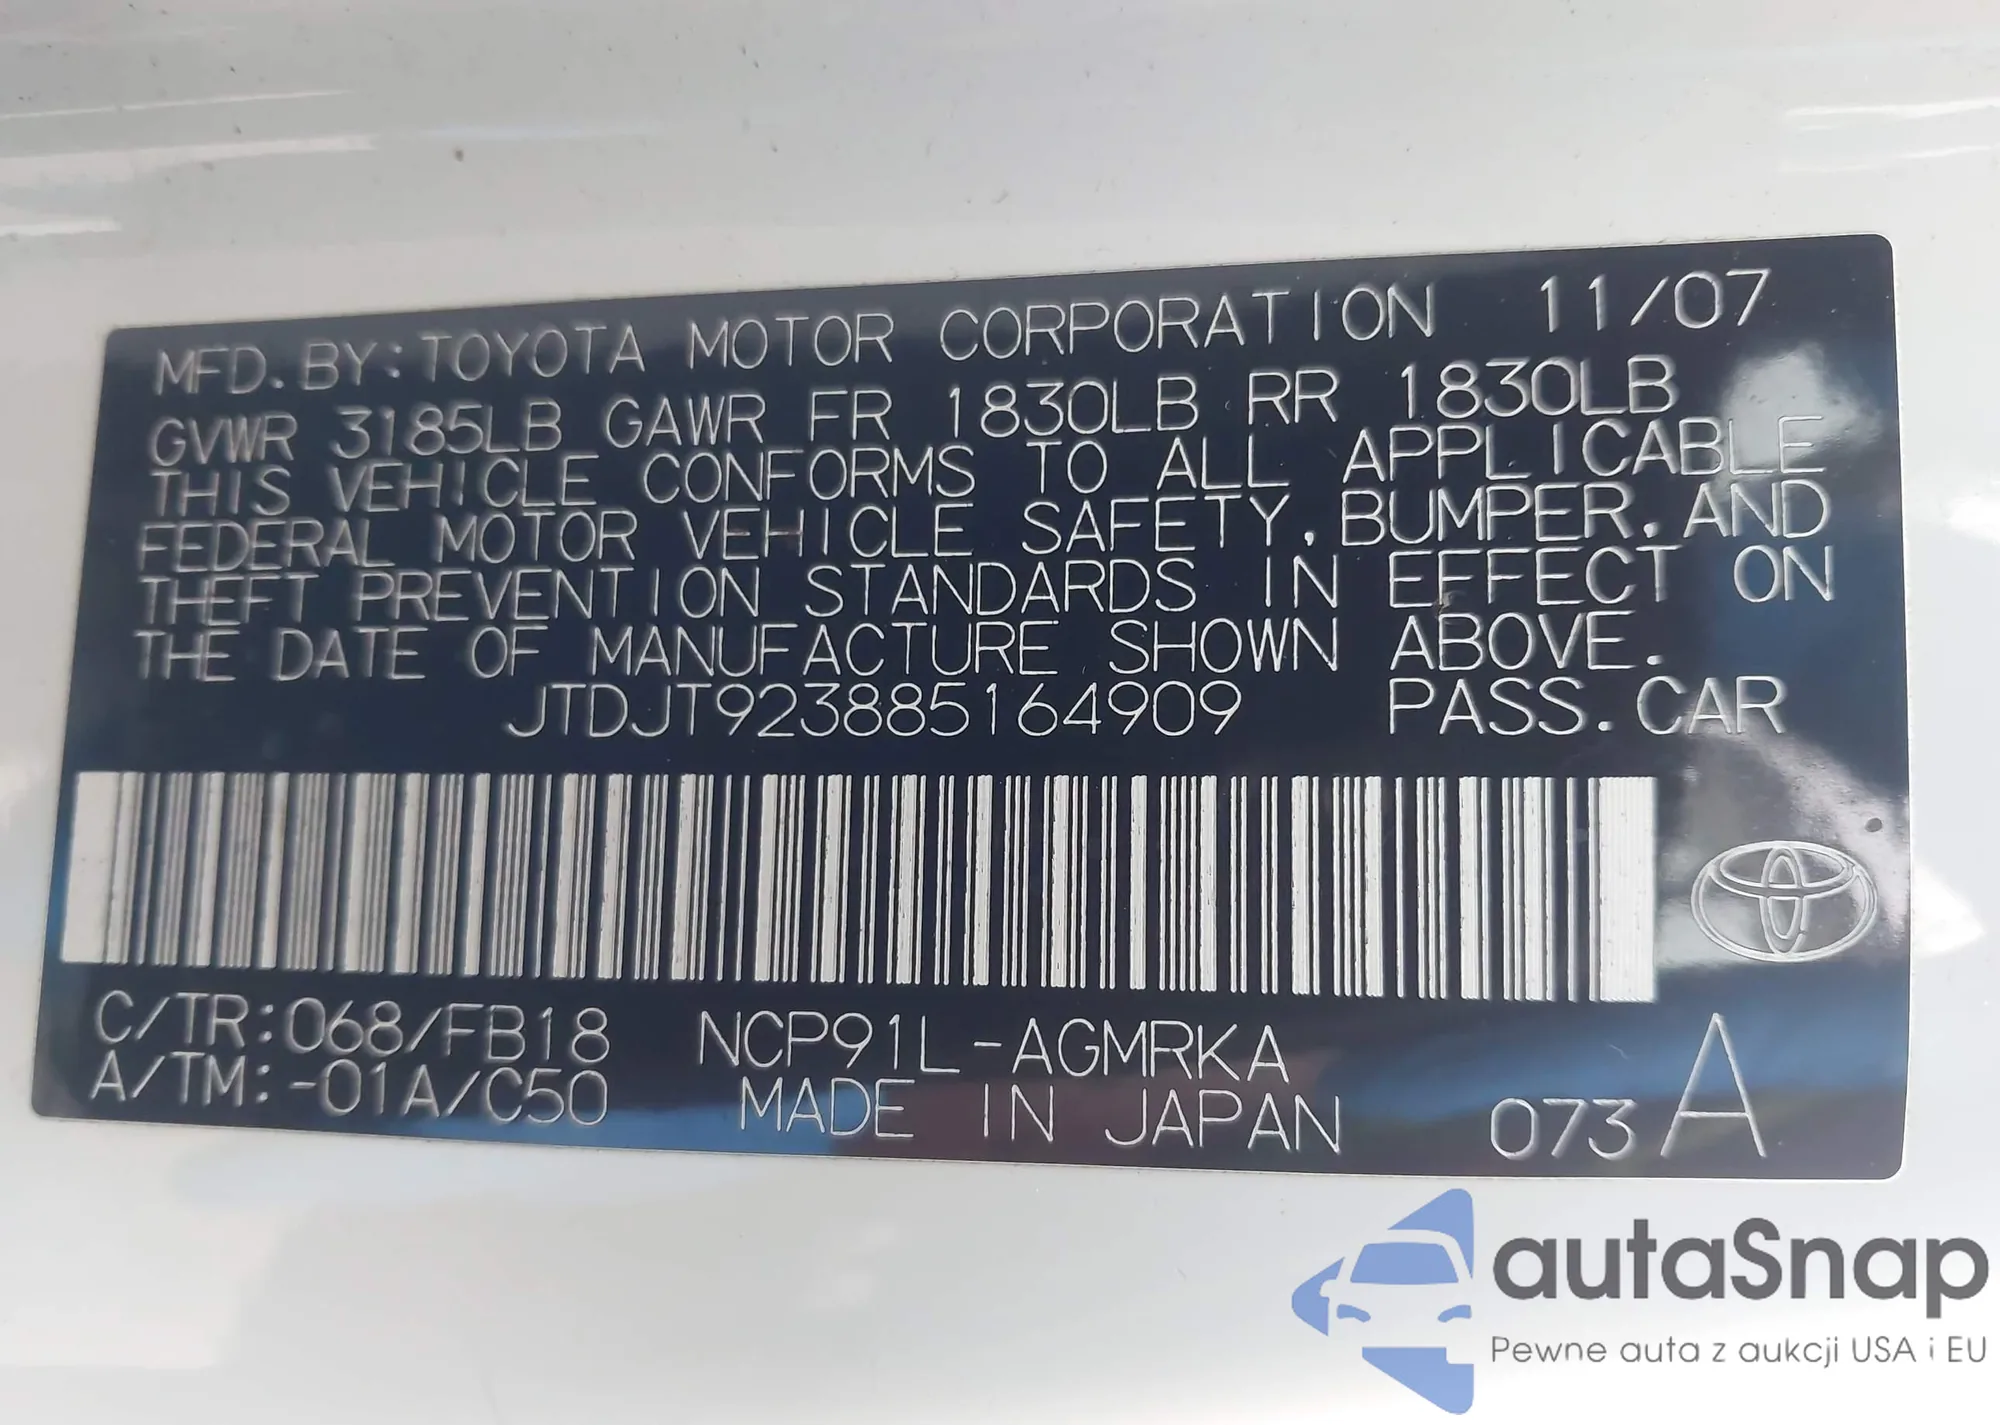 MFD. BY: TOYOTA MOTOR CORPORATION 11/07
GVWR 3185LB GAWR FR 1830LB RR 1830LB
THIS VEHICLE CONFORMS TO ALL APPLICABLE
FEDERAL MOTOR VEHICLE SAFETY, BUMPER, AND
THEFT PREVENTION STANDARDS IN EFFECT ON
THE DATE OF MANUFACTURE SHOWN ABOVE.
JTDJT923885164909 PASS. CAR
C/TR:068/FB18 NCP91L-AGMRKA
A/TM:-01A/C50 MADE IN JAPAN 073 A
autaSnap
Pewne auta z aukcji USA i EU